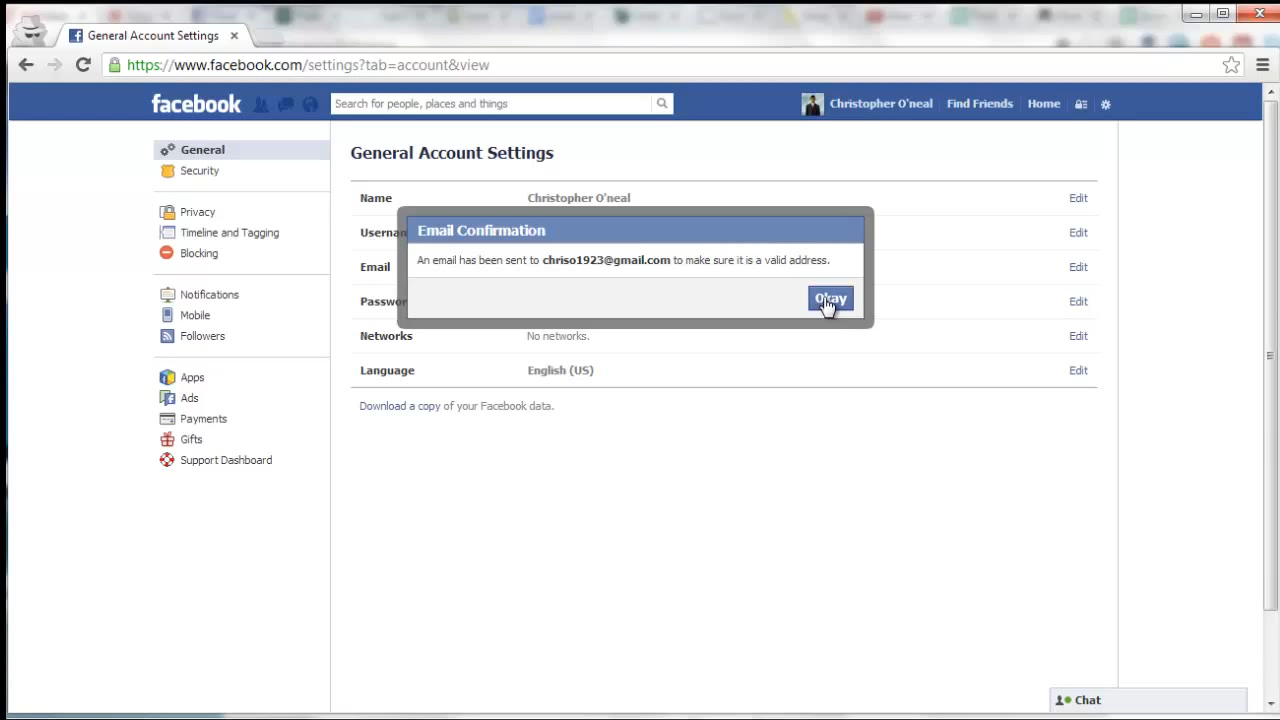 General Account Settings
https://www.facebook.com/settings?tab=account&view
facebook
Search for people, places and things
Christopher O'neal
Find Friends
Home
General
Security
Privacy
Timeline and Tagging
Blocking
Notifications
Mobile
Followers
Apps
Ads
Payments
Gifts
Support Dashboard
General Account Settings
Name Christopher O'neal Edit
Userna Edit
Email Edit
Passwor Edit
Networks No networks. Edit
Language English (US) Edit
Download a copy of your Facebook data.
Email Confirmation
An email has been sent to chriso1923@gmail.com to make sure it is a valid address.
Okay
Chat